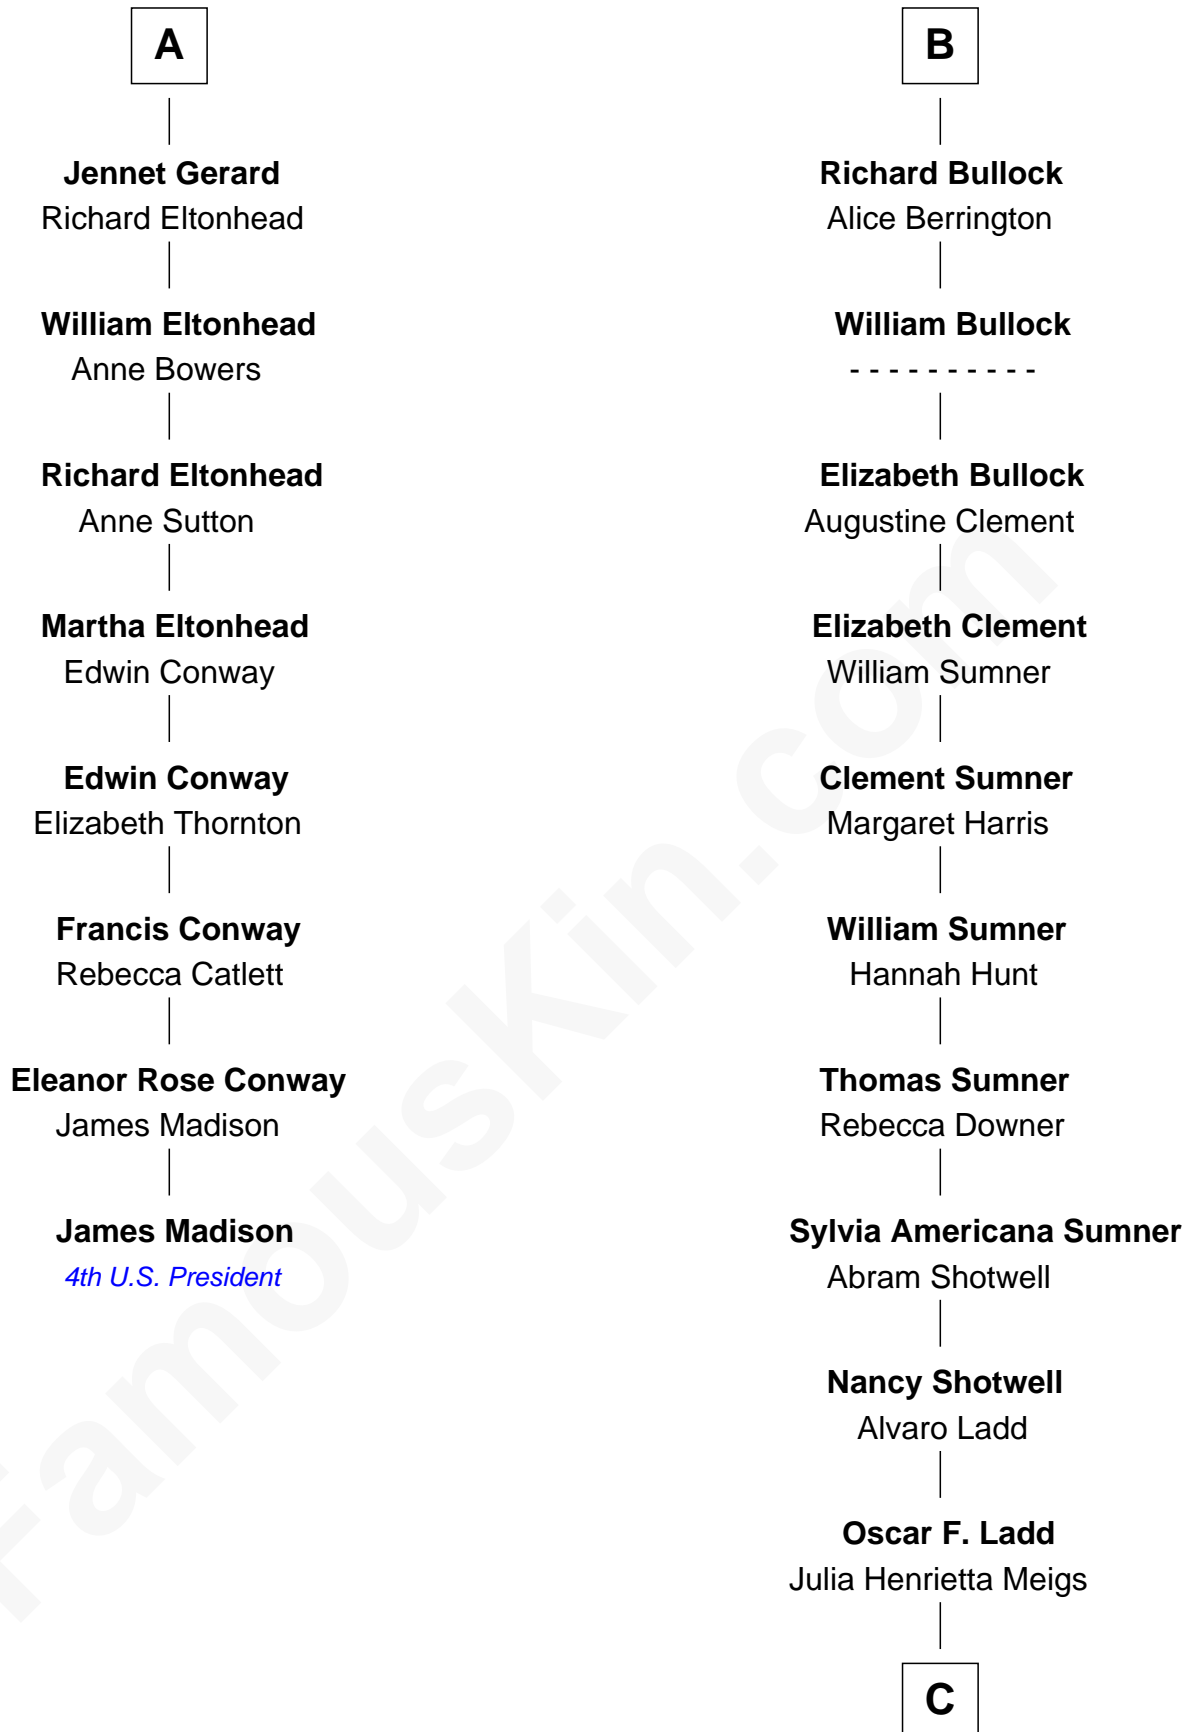 A
Jennet Gerard
Richard Eltonhead
William Eltonhead
Anne Bowers
Richard Eltonhead
Anne Sutton
Martha Eltonhead
Edwin Conway
Edwin Conway
Elizabeth Thornton
Francis Conway
Rebecca Catlett
Eleanor Rose Conway
James Madison
James Madison
4th U.S. President
B
Richard Bullock
Alice Berrington
William Bullock
- - - - - - - - - -
Elizabeth Bullock
Augustine Clement
Elizabeth Clement
William Sumner
Clement Sumner
Margaret Harris
William Sumner
Hannah Hunt
Thomas Sumner
Rebecca Downer
Sylvia Americana Sumner
Abram Shotwell
Nancy Shotwell
Alvaro Ladd
Oscar F. Ladd
Julia Henrietta Meigs
C
FamousKin.com